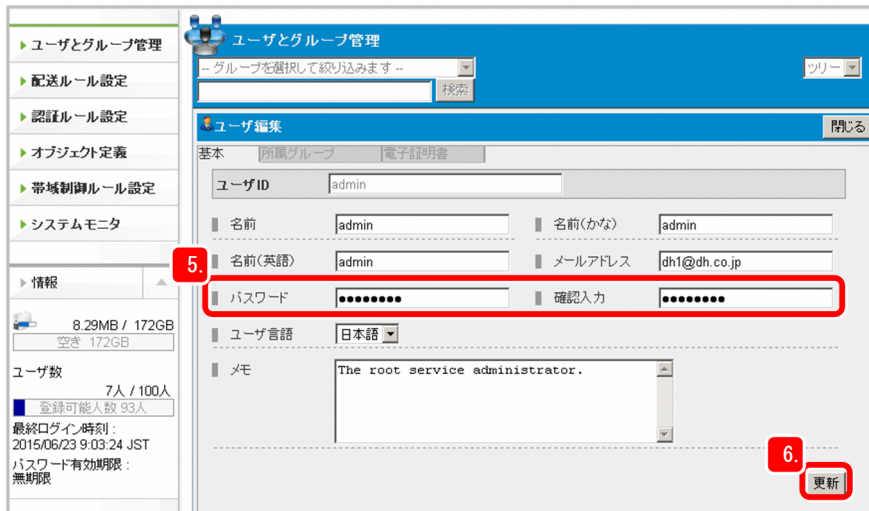 ユーザとグループ管理
配送ルール設定
認証ルール設定
オブジェクト定義
帯域制御ルール設定
システムモニタ
情報
8.29MB / 172GB
空き 172GB
ユーザ数
7人 / 100人
登録可能人数 93人
最終ログイン時刻 :
2015/06/23 9:03:24 JST
パスワード有効期限 :
無期限
ユーザとグループ管理
-- グループを選択して絞り込みます --
ツリー
検索
ユーザ編集
閉じる
基本 所属グループ 電子証明書
ユーザID admin
名前 admin 名前(かな) admin
5.
名前(英語) admin メールアドレス dh1@dh.co.jp
パスワード ●●●●●●●● 確認入力 ●●●●●●●●
ユーザ言語 日本語
メモ The root service administrator.
6.
更新